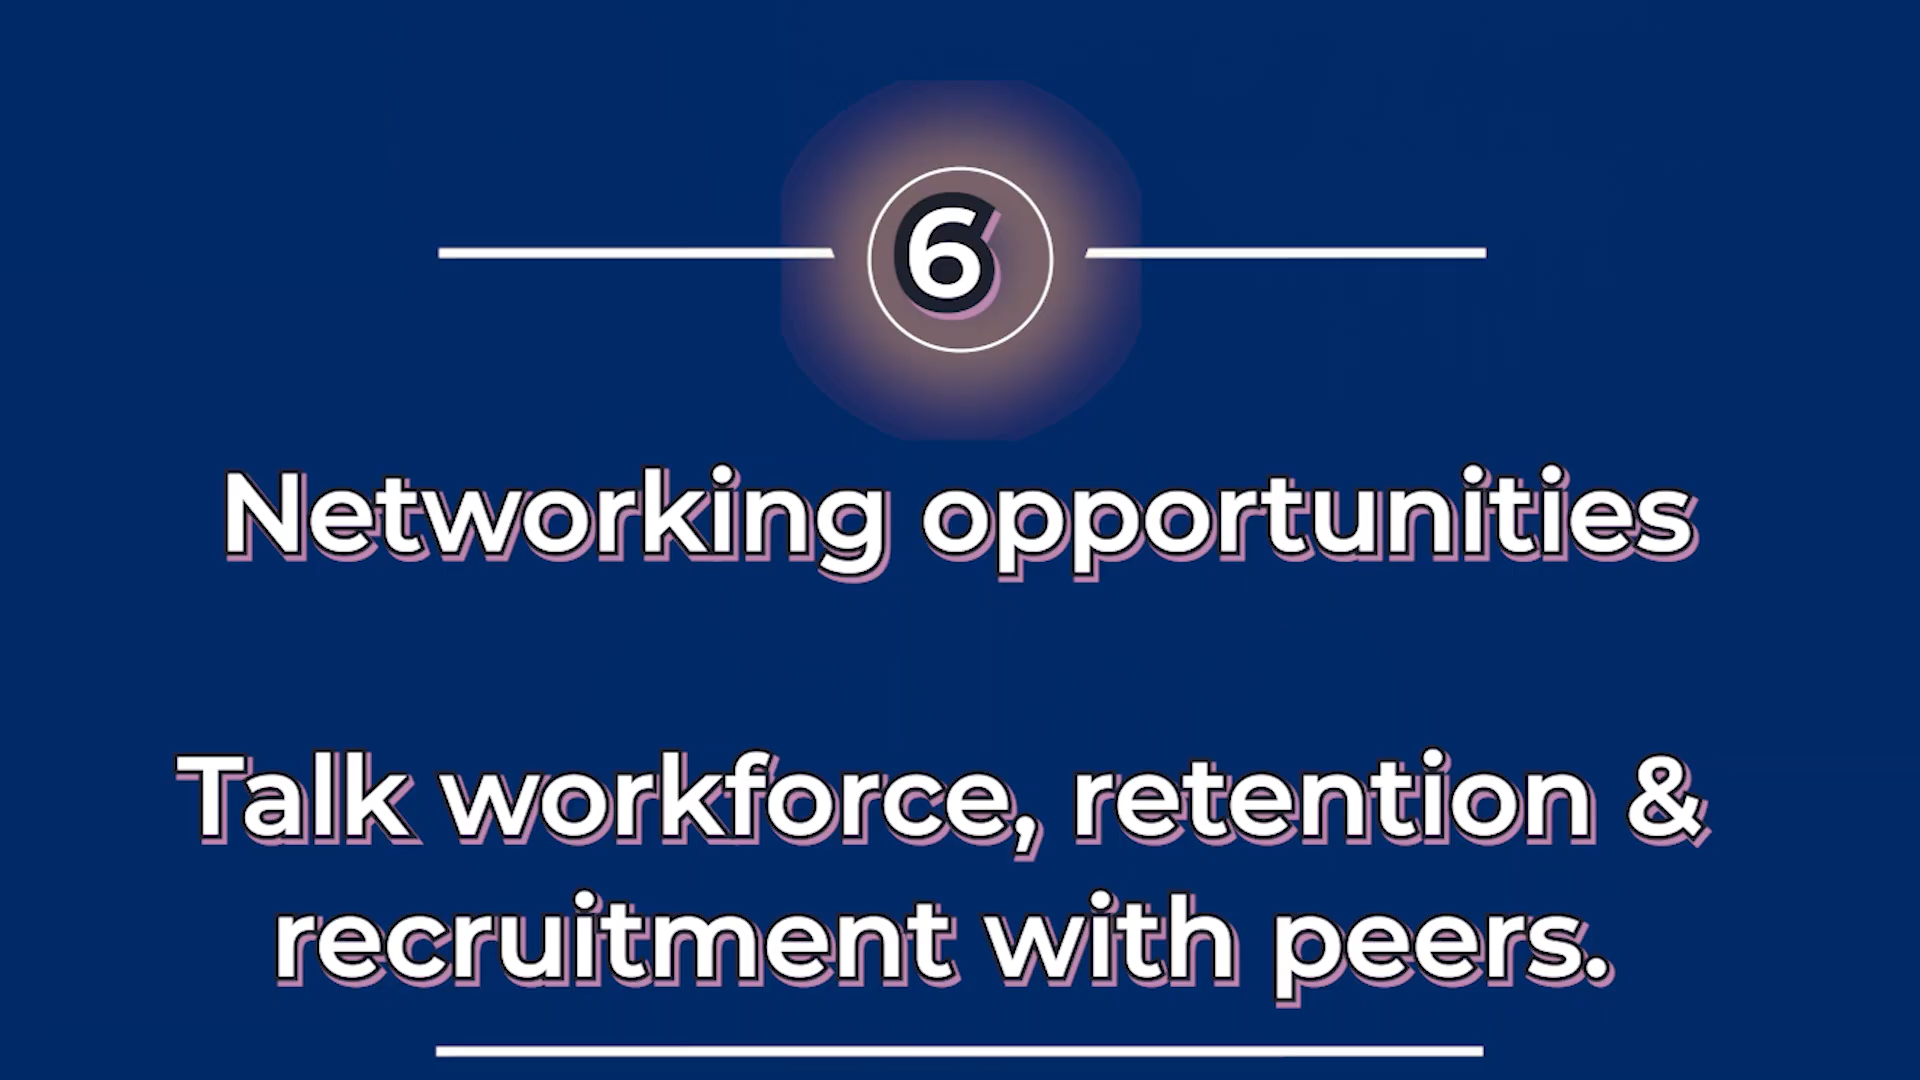 6
Networking opportunities
Talk workforce, retention &
recruitment with peers.